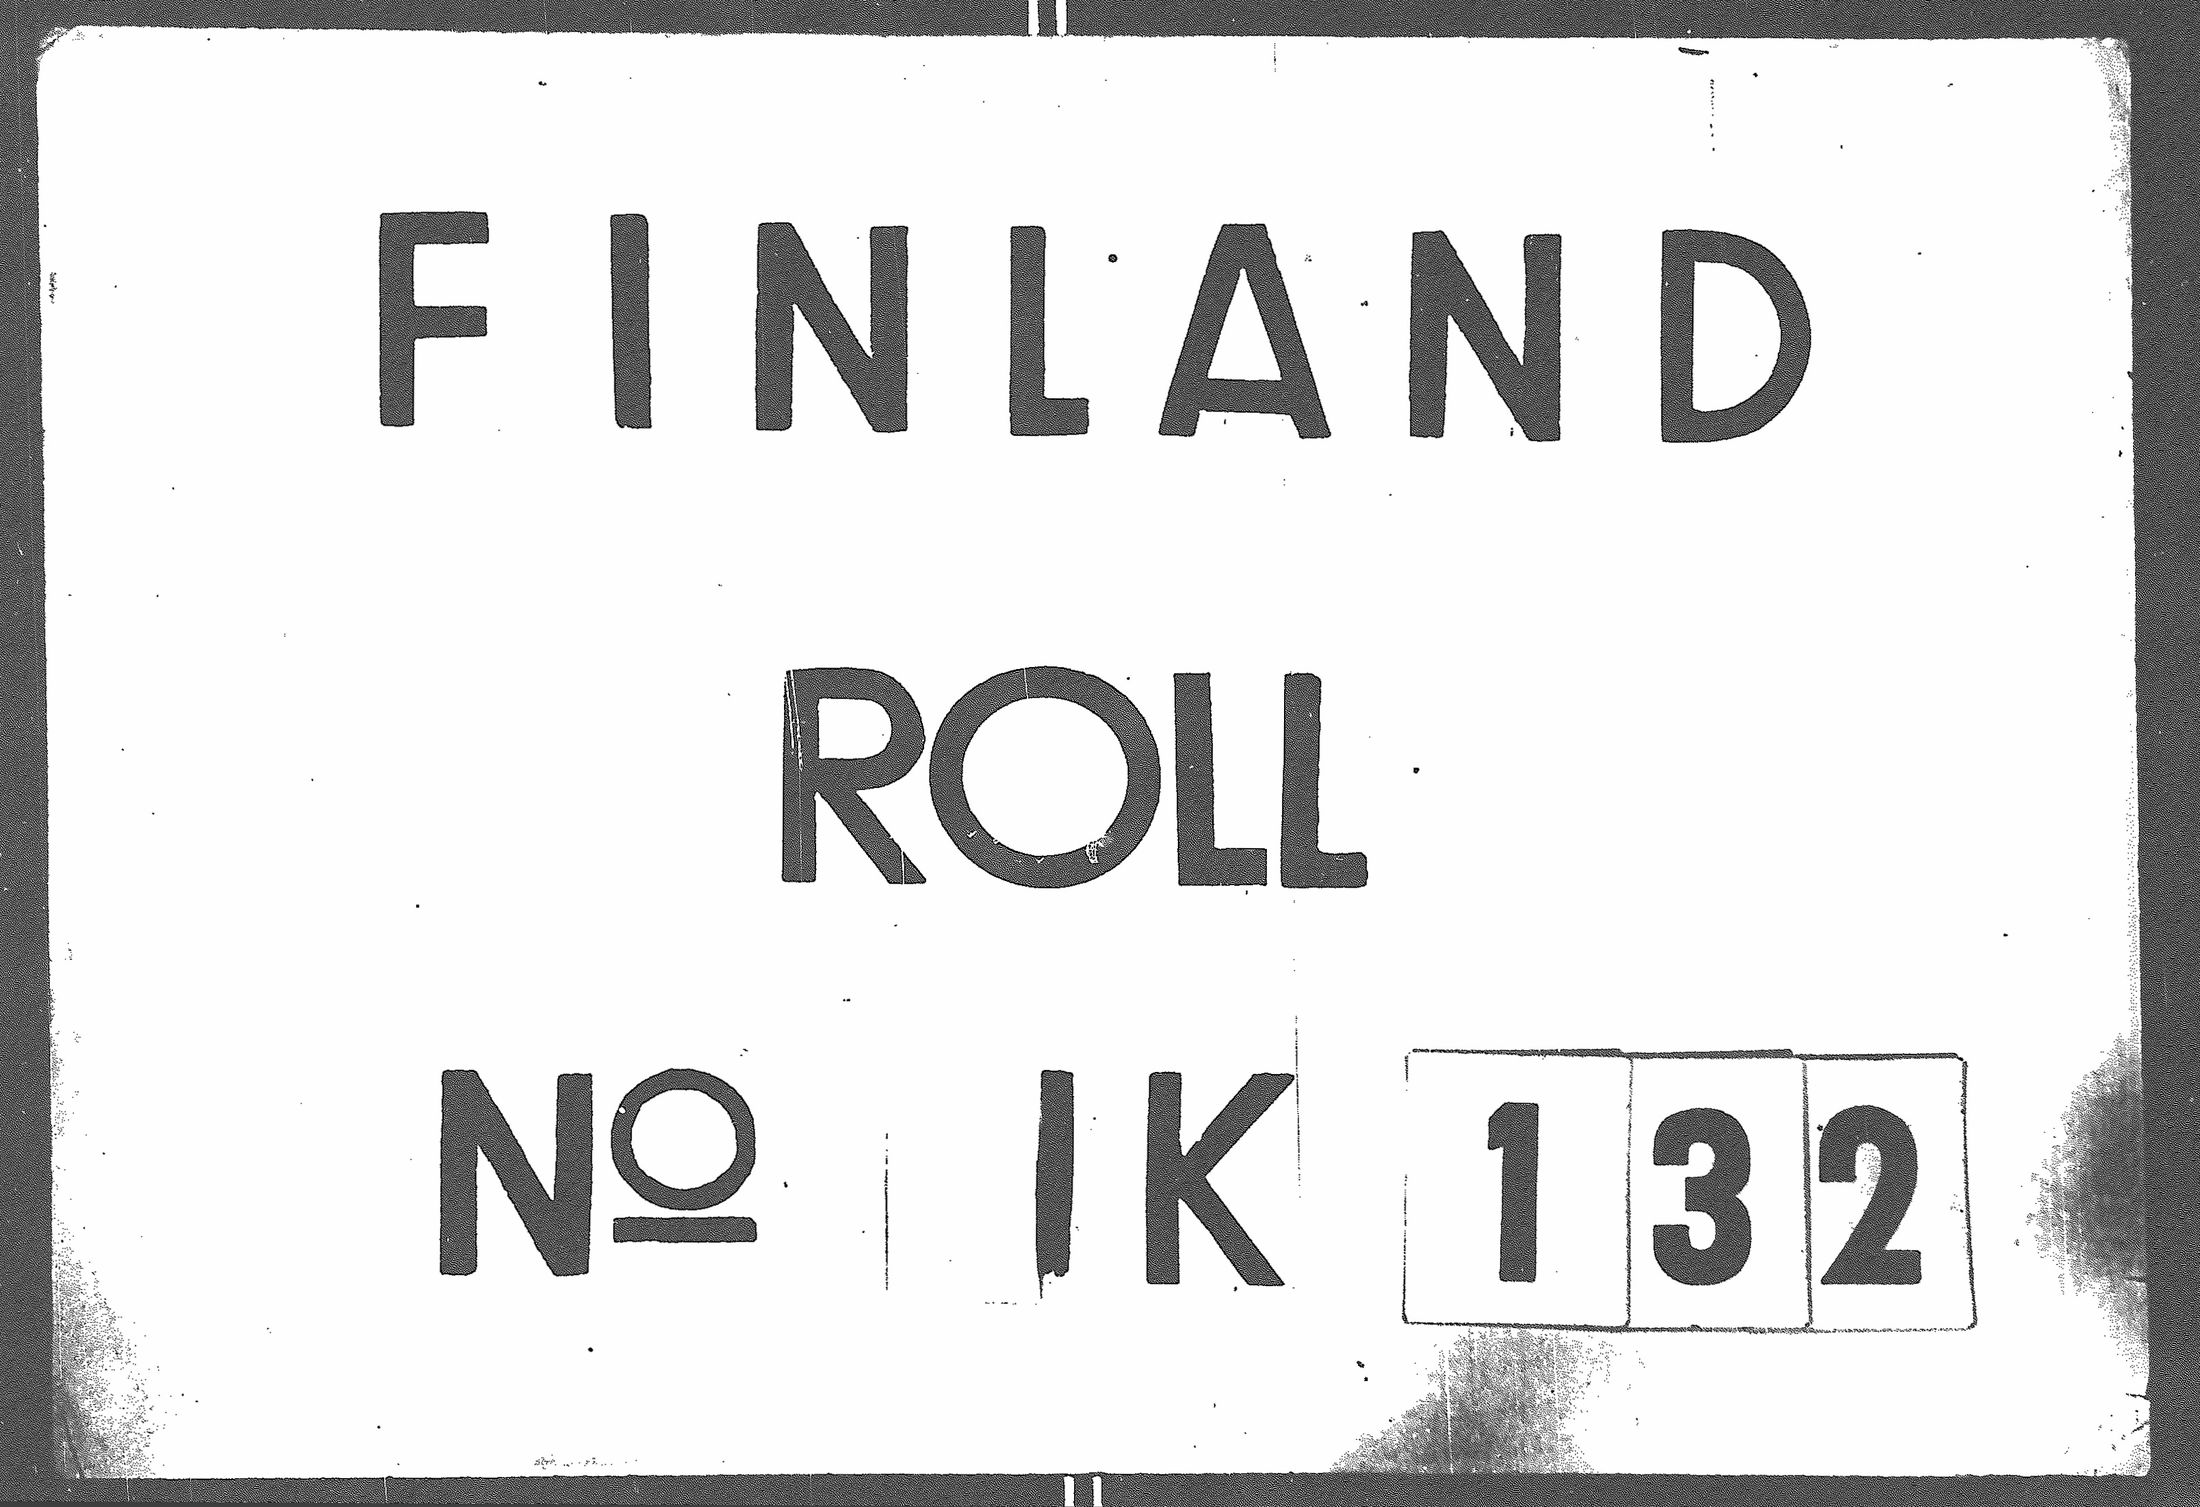 FINLAND
ROLL
Nº IK 132